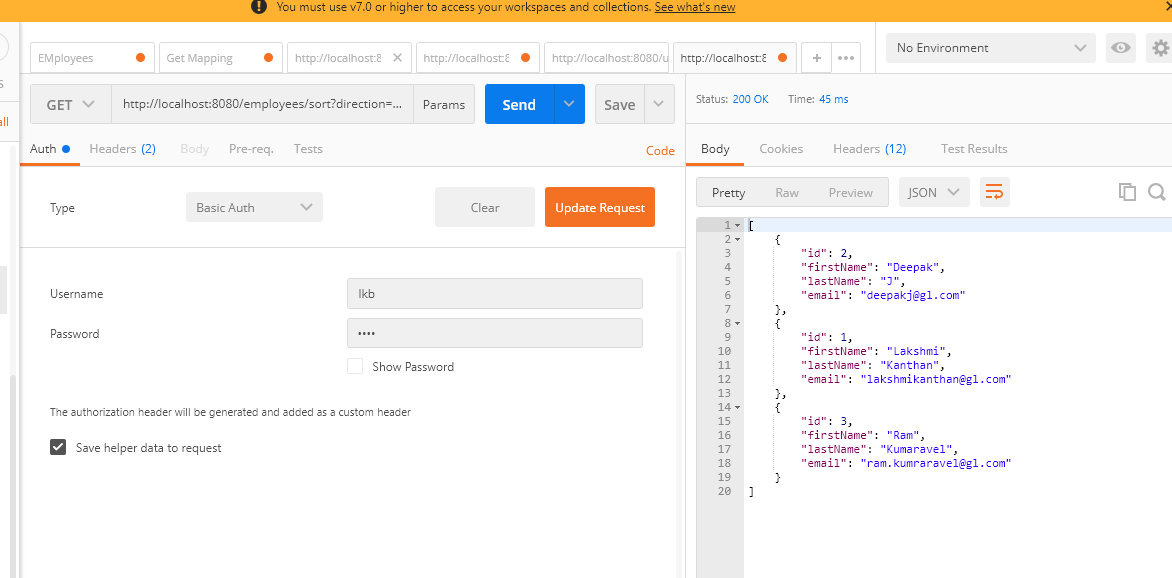 You must use v7.0 or higher to access your workspaces and collections. See what's new
EMployees
Get Mapping
http://localhost:8
http://localhost:8
http://localhost:8080/u
http://localhost:8
No Environment
GET
http://localhost:8080/employees/sort?direction=...
Params
Send
Save
Status: 200 OK Time: 45 ms
all
Auth
Headers (2)
Body
Pre-req.
Tests
Code
Body
Cookies
Headers (12)
Test Results
Type
Basic Auth
Clear
Update Request
Pretty
Raw
Preview
JSON
Username
lkb
Password
••••
Show Password
The authorization header will be generated and added as a custom header
Save helper data to request
1 [
2 {
3 "id": 2,
4 "firstName": "Deepak",
5 "lastName": "J",
6 "email": "deepakj@gl.com"
7 },
8 {
9 "id": 1,
10 "firstName": "Lakshmi",
11 "lastName": "Kanthan",
12 "email": "lakshmikanthan@gl.com"
13 },
14 {
15 "id": 3,
16 "firstName": "Ram",
17 "lastName": "Kumaravel",
18 "email": "ram.kumraravel@gl.com"
19 }
20 ]